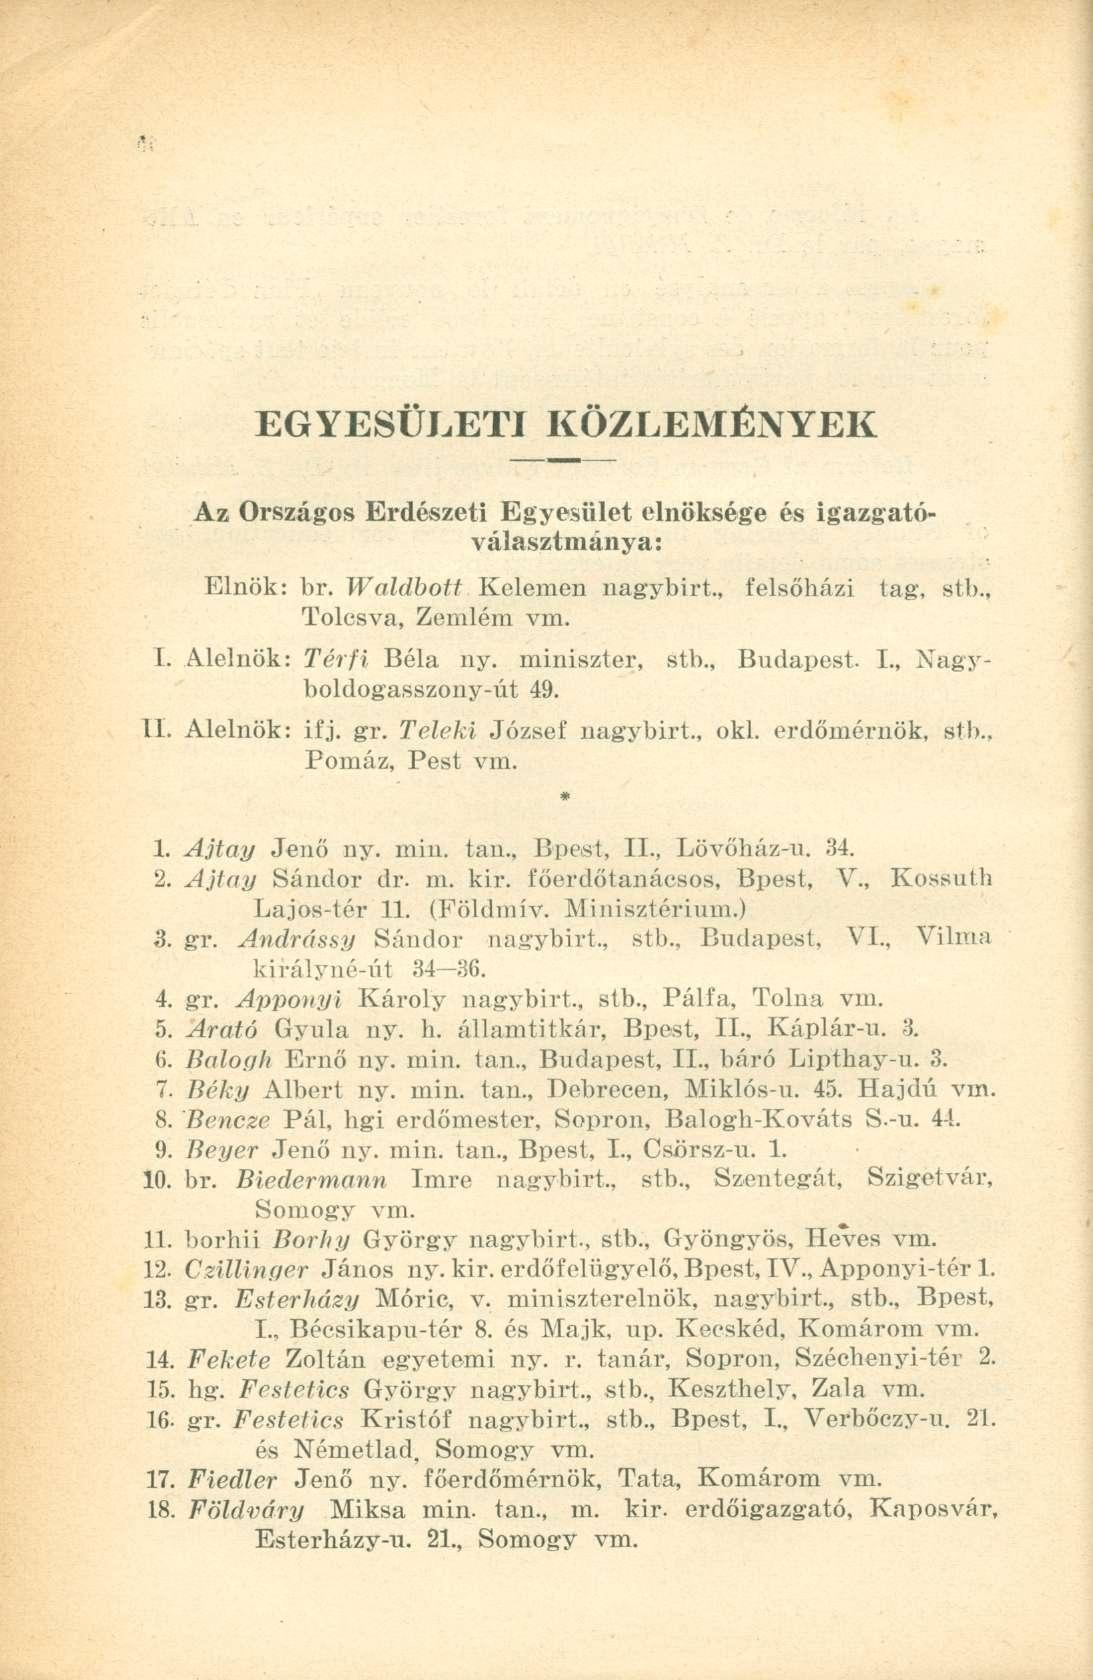 EGYESÜLETI KÖZLEMÉNYEK
Az Országos Erdészeti Egyesület elnöksége és igazgató-
választmánya:
Elnök: br. Waldbott Kelemen nagybirt., felsőházi tag, stb.,
Tolcsva, Zemlém vm.
I. Alelnök: Térfi Béla ny. miniszter, stb., Budapest. I., Nagy-
boldogasszony-út 49.
II. Alelnök: ifj. gr. Teleki József nagybirt., okl. erdőmérnök, stb.,
Pomáz, Pest vm.
*
1. Ajtay Jenő ny. min. tan., Bpest, II., Lövőház-u. 34.
2. Ajtay Sándor dr. m. kir. főerdőtanácsos, Bpest, V., Kossuth
Lajos-tér 11. (Földmív. Minisztérium.)
3. gr. Andrássy Sándor nagybirt., stb., Budapest, VI., Vilma
királyné-út 34—36.
4. gr. Apponyi Károly nagybirt., stb., Pálfa, Tolna vm.
5. Arató Gyula ny. h. államtitkár, Bpest, II., Káplár-u. 3.
6. Balogh Ernő ny. min. tan., Budapest, II., báró Lipthay-u. 3.
7. Béky Albert ny. min. tan., Debrecen, Miklós-u. 45. Hajdú vm.
8. Bencze Pál, hgi erdőmester, Sopron, Balogh-Kováts S.-u. 44.
9. Beyer Jenő ny. min. tan., Bpest, I., Csörsz-u. 1.
10. br. Biedermann Imre nagybirt., stb., Szentegát, Szigetvár,
Somogy vm.
11. borhii Borhy György nagybirt., stb., Gyöngyös, Heves vm.
12. Czillinger János ny. kir. erdőfelügyelő, Bpest, IV., Apponyi-tér 1.
13. gr. Esterházy Móric, v. miniszterelnök, nagybirt., stb., Bpest,
I., Bécsikapu-tér 8. és Majk, up. Kecskéd, Komárom vm.
14. Fekete Zoltán egyetemi ny. r. tanár, Sopron, Széchenyi-tér 2.
15. hg. Festetics György nagybirt., stb., Keszthely, Zala vm.
16. gr. Festetics Kristóf nagybirt., stb., Bpest, I., Verbőczy-u. 21.
és Németlad, Somogy vm.
17. Fiedler Jenő ny. főerdőmérnök, Tata, Komárom vm.
18. Földváry Miksa min. tan., m. kir. erdőigazgató, Kaposvár,
Esterházy-u. 21., Somogy vm.